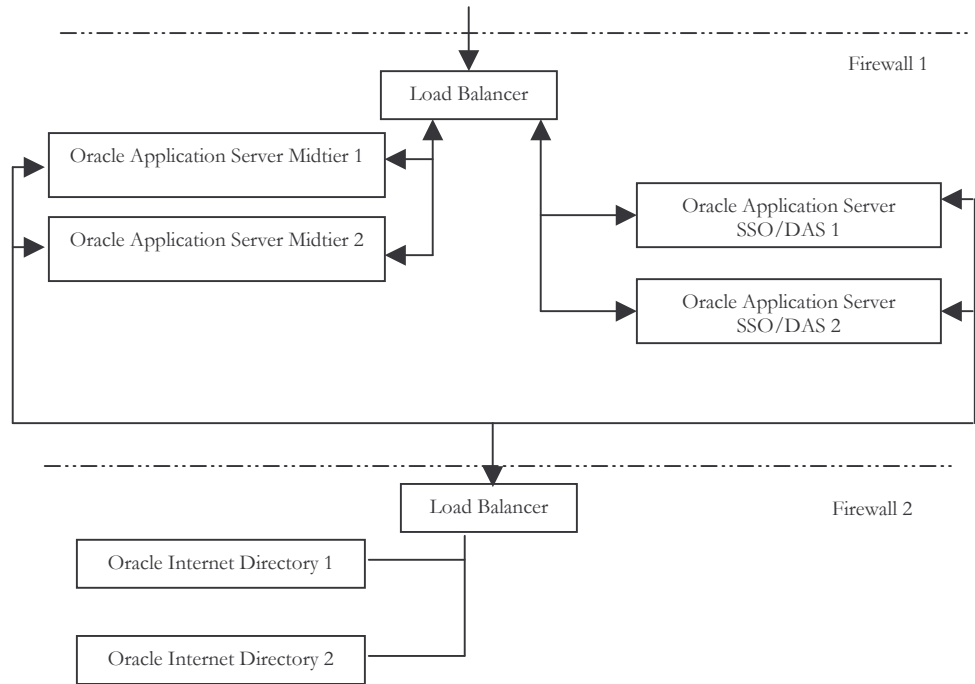 Firewall 1
Load Balancer
Oracle Application Server Midtier 1
Oracle Application Server Midtier 2
Oracle Application Server
SSO/DAS 1
Oracle Application Server
SSO/DAS 2
Load Balancer
Firewall 2
Oracle Internet Directory 1
Oracle Internet Directory 2